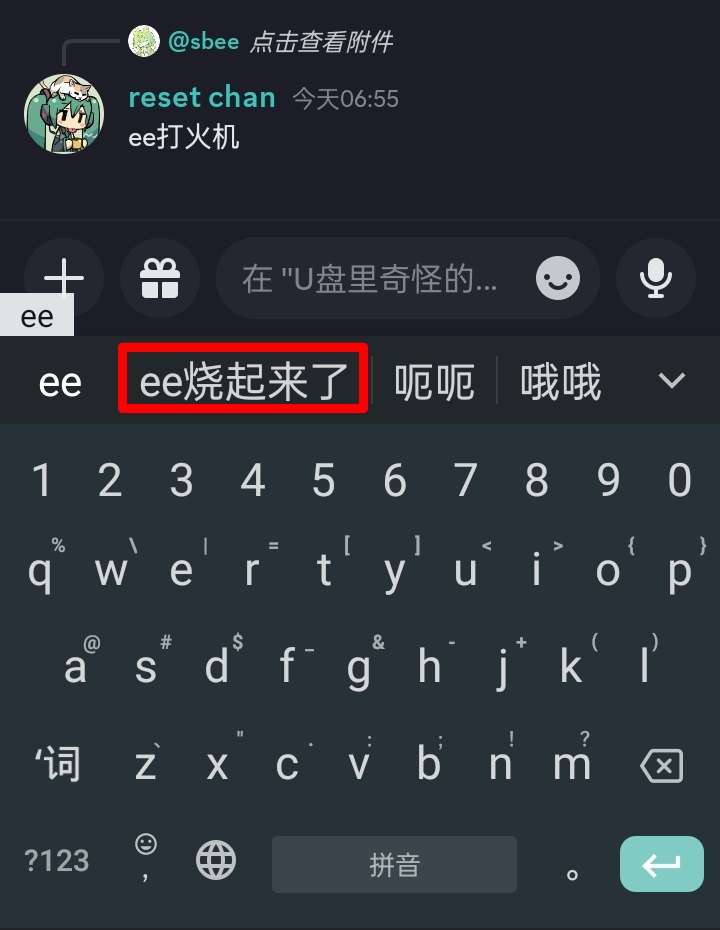 @sbee 点击查看附件
reset chan 今天06:55
ee打火机
在 "U盘里奇怪的...
ee
ee ee烧起来了 呃呃 哦哦
1 2 3 4 5 6 7 8 9 0
% \ | = [ ] < > { }
q w e r t y u i o p
@ # $ _ & - + ( )
a s d f g h j k l
` " . : ; ! ?
‘词 z x c v b n m
?123 , 拼音 。